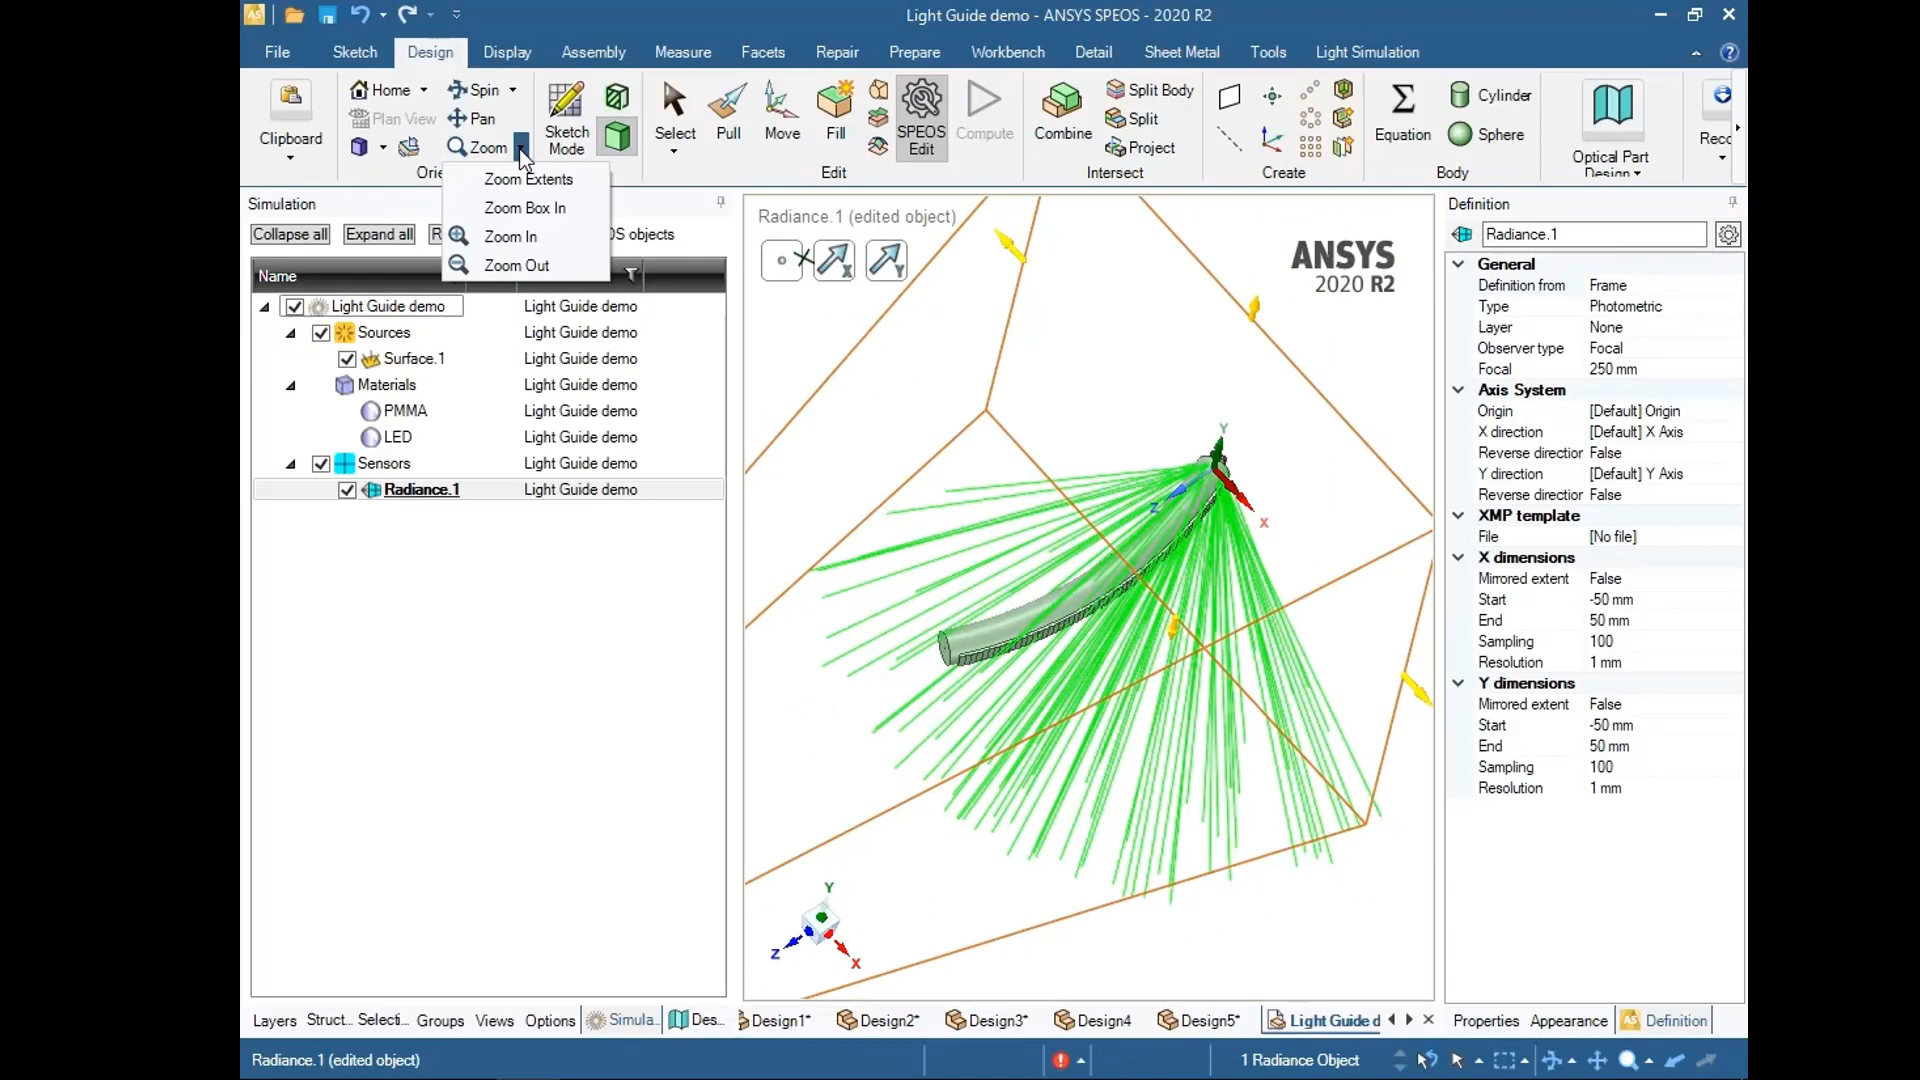 Light Guide demo - ANSYS SPEOS - 2020 R2
File Sketch Design Display Assembly Measure Facets Repair Prepare Workbench Detail Sheet Metal Tools Light Simulation
Clipboard
Home
Plan View
Spin
Pan
Zoom
Sketch Mode
Select
Pull
Move
Fill
SPEOS Edit
Compute
Edit
Combine
Split Body
Split
Project
Intersect
Create
Equation
Cylinder
Sphere
Body
Optical Part Design
Zoom Extents
Zoom Box In
Zoom In
Zoom Out
Simulation
Collapse all Expand all
objects
Name
Light Guide demo Light Guide demo
Sources Light Guide demo
Surface.1 Light Guide demo
Materials Light Guide demo
PMMA Light Guide demo
LED Light Guide demo
Sensors Light Guide demo
Radiance.1 Light Guide demo
Radiance.1 (edited object)
X
Y
ANSYS
2020 R2
Y
Z
X
Y
Z
X
Definition
Radiance.1
General
Definition from Frame
Type Photometric
Layer None
Observer type Focal
Focal 250 mm
Axis System
Origin [Default] Origin
X direction [Default] X Axis
Reverse direction False
Y direction [Default] Y Axis
Reverse direction False
XMP template
File [No file]
X dimensions
Mirrored extent False
Start -50 mm
End 50 mm
Sampling 100
Resolution 1 mm
Y dimensions
Mirrored extent False
Start -50 mm
End 50 mm
Sampling 100
Resolution 1 mm
Layers Struct... Selecti... Groups Views Options Simula... Des...
Design1* Design2* Design3* Design4 Design5* Light Guide d
Properties Appearance Definition
Radiance.1 (edited object)
1 Radiance Object